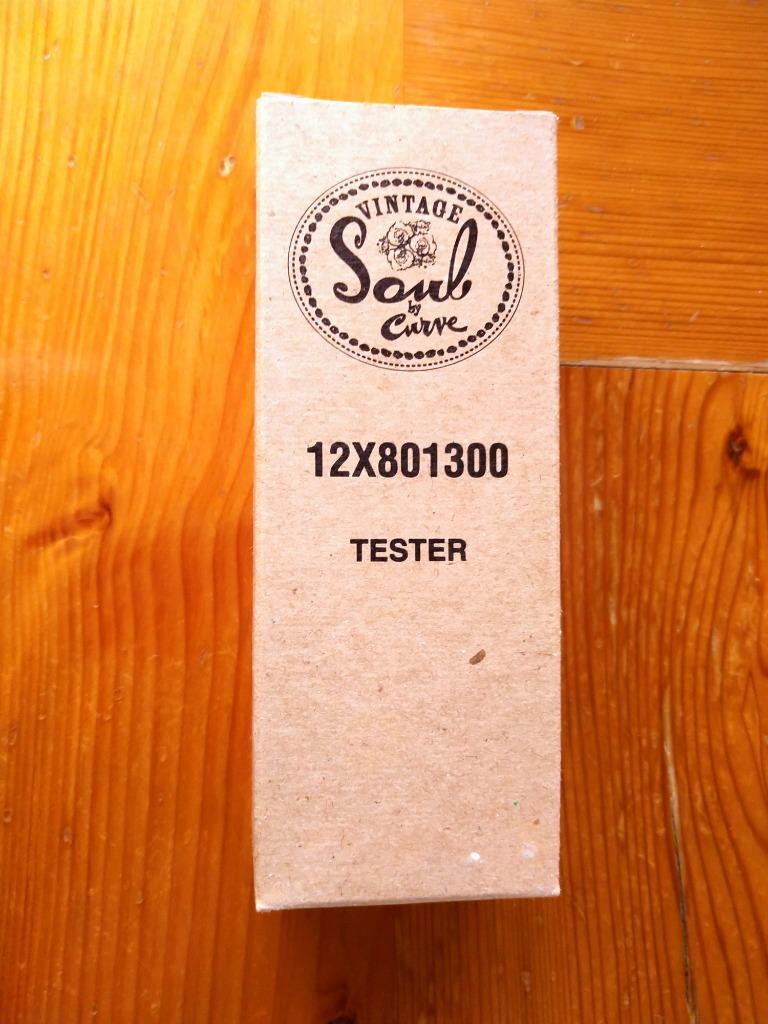 VINTAGE
Soul
by
Curve
12X801300
TESTER